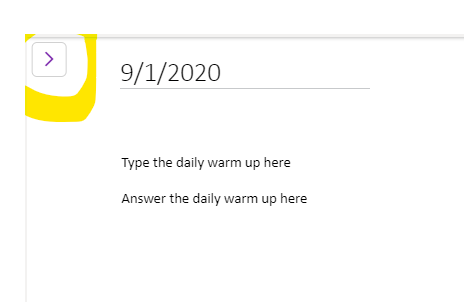 9/1/2020
Type the daily warm up here
Answer the daily warm up here